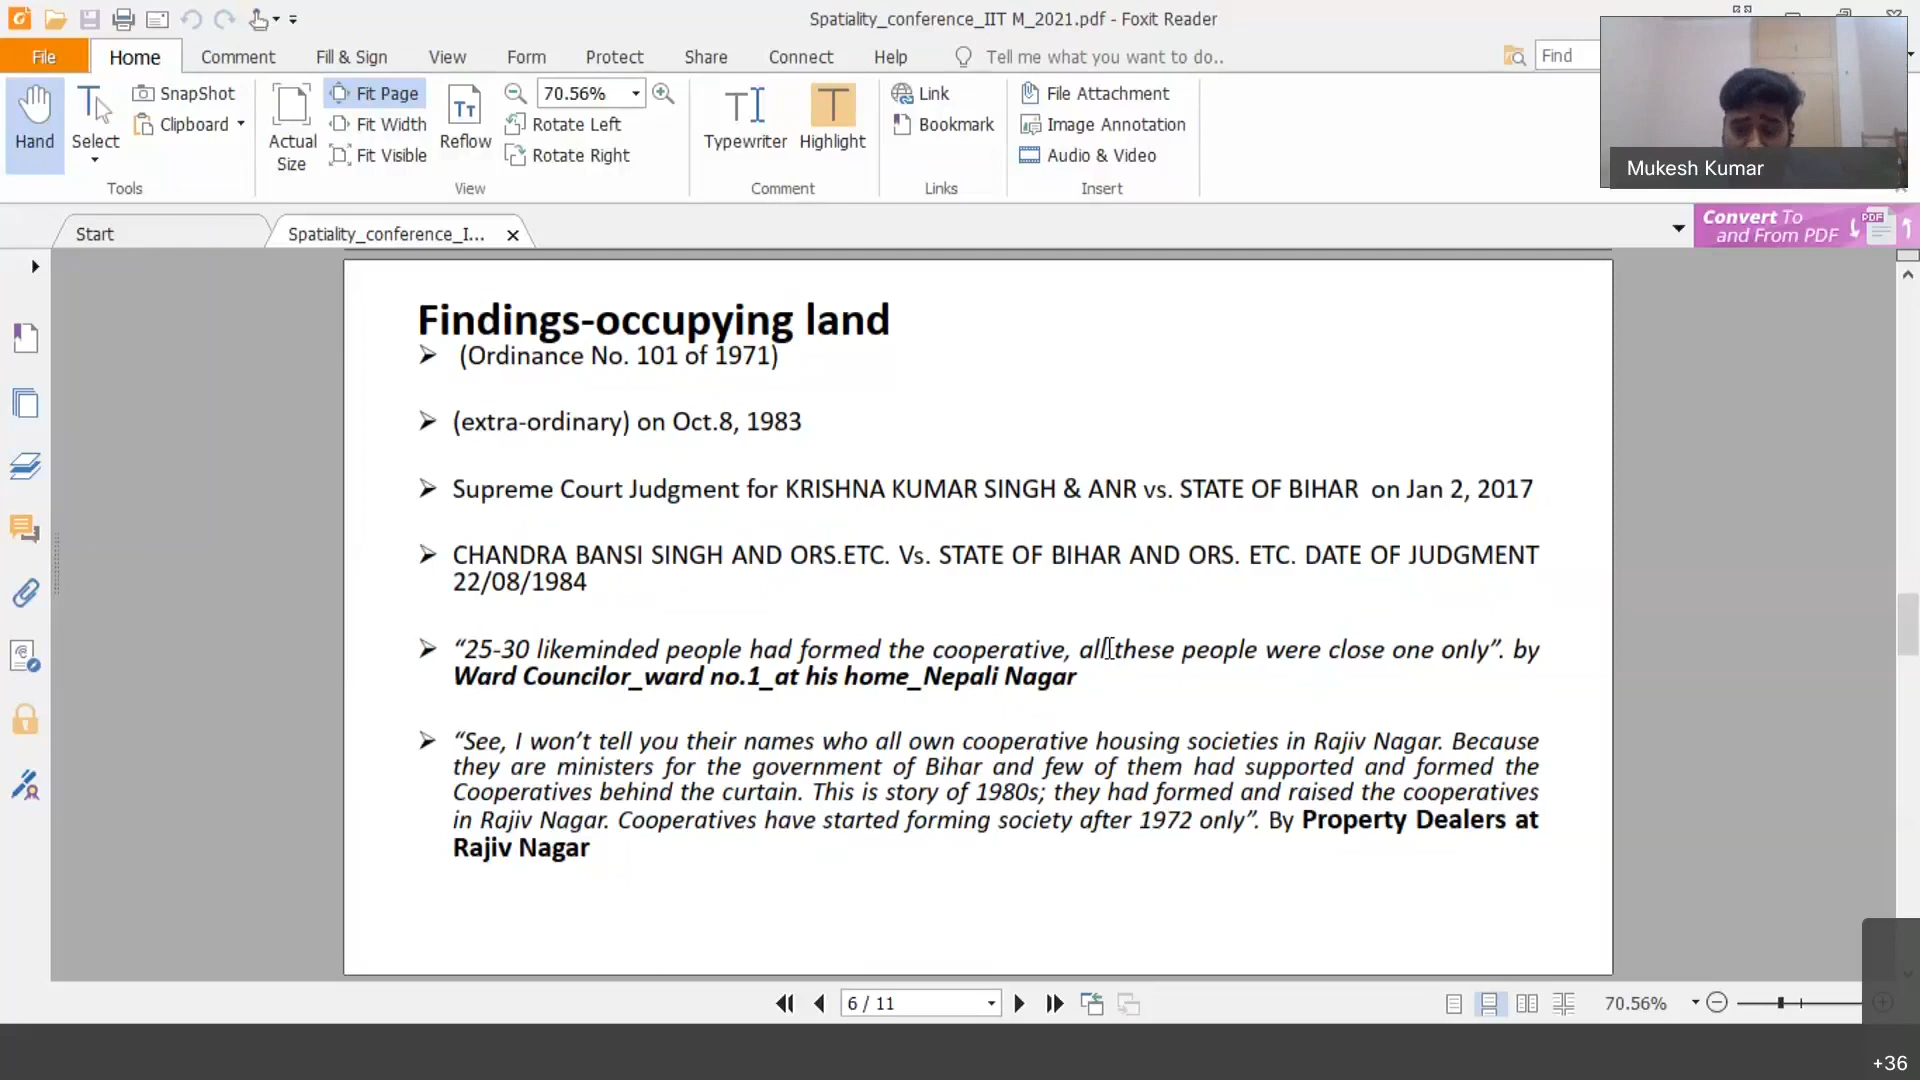 Spatiality_conference_IIT M_2021.pdf - Foxit Reader
File Home Comment Fill & Sign View Form Protect Share Connect Help Tell me what you want to do.. Find
Hand
Select
SnapShot
Clipboard
Tools
Actual Size
Fit Page
Fit Width
Fit Visible
Reflow
70.56%
Rotate Left
Rotate Right
View
Typewriter
Highlight
Comment
Link
Bookmark
Links
File Attachment
Image Annotation
Audio & Video
Insert
Mukesh Kumar
Start
Spatiality_conference_I...
Convert To
and From PDF
PDF
Findings-occupying land
(Ordinance No. 101 of 1971)
(extra-ordinary) on Oct.8, 1983
Supreme Court Judgment for KRISHNA KUMAR SINGH & ANR vs. STATE OF BIHAR on Jan 2, 2017
CHANDRA BANSI SINGH AND ORS.ETC. Vs. STATE OF BIHAR AND ORS. ETC. DATE OF JUDGMENT
22/08/1984
“25-30 likeminded people had formed the cooperative, all these people were close one only”. by
Ward Councilor_ward no.1_at his home_Nepali Nagar
“See, I won’t tell you their names who all own cooperative housing societies in Rajiv Nagar. Because
they are ministers for the government of Bihar and few of them had supported and formed the
Cooperatives behind the curtain. This is story of 1980s; they had formed and raised the cooperatives
in Rajiv Nagar. Cooperatives have started forming society after 1972 only”. By Property Dealers at
Rajiv Nagar
6 / 11
70.56%
+36